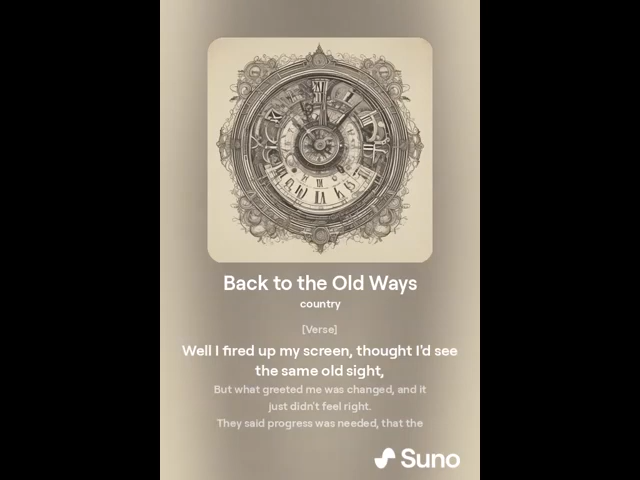 Back to the Old Ways
country
[Verse]
Well I fired up my screen, thought I'd see
the same old sight,
But what greeted me was changed, and it
just didn't feel right.
They said progress was needed, that the
Suno